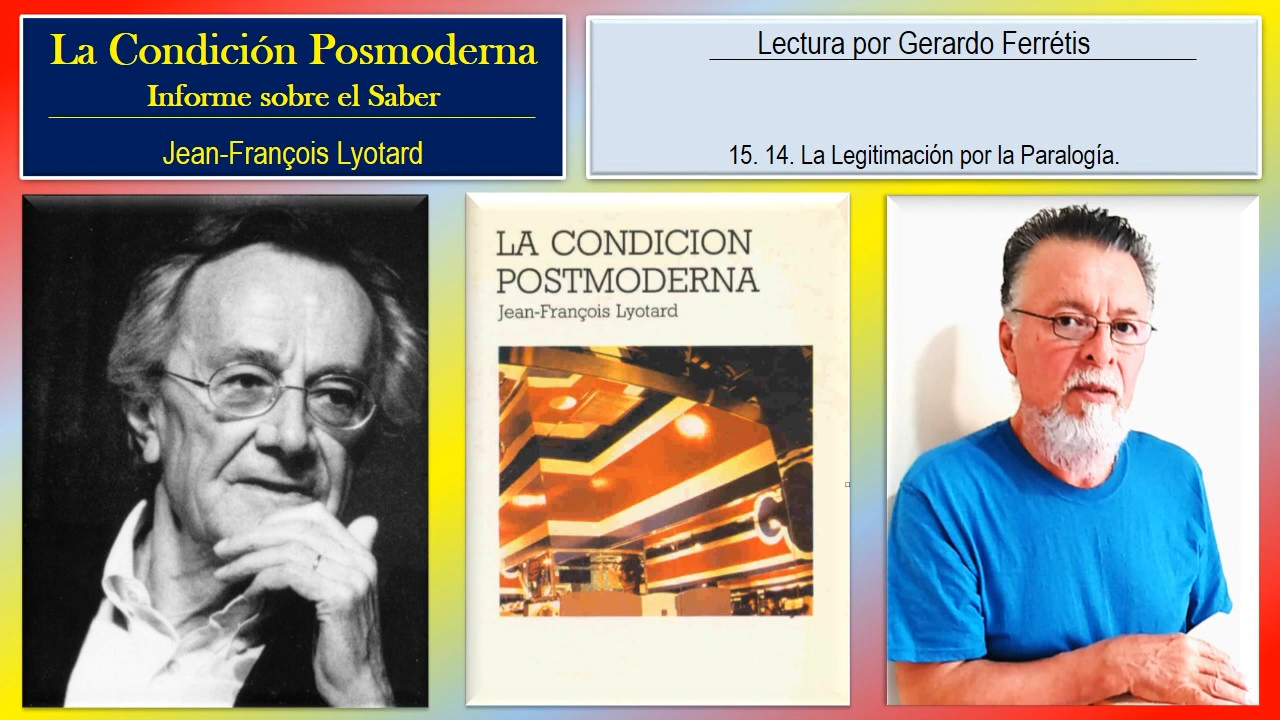 La Condición Posmoderna
Informe sobre el Saber
Jean-François Lyotard
Lectura por Gerardo Ferrétis
15. 14. La Legitimación por la Paralogía.
LA CONDICION
POSTMODERNA
Jean-François Lyotard